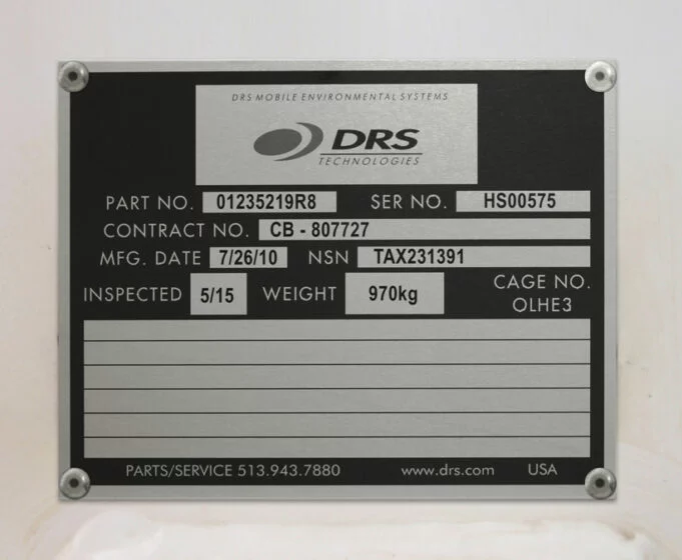 DRS MOBILE ENVIRONMENTAL SYSTEMS
DRS
TECHNOLOGIES
PART NO. 01235219R8 SER NO. HS00575
CONTRACT NO. CB - 807727
MFG. DATE 7/26/10 NSN TAX231391
INSPECTED 5/15 WEIGHT 970kg CAGE NO.
OLHE3
PARTS/SERVICE 513.943.7880 www.drs.com USA